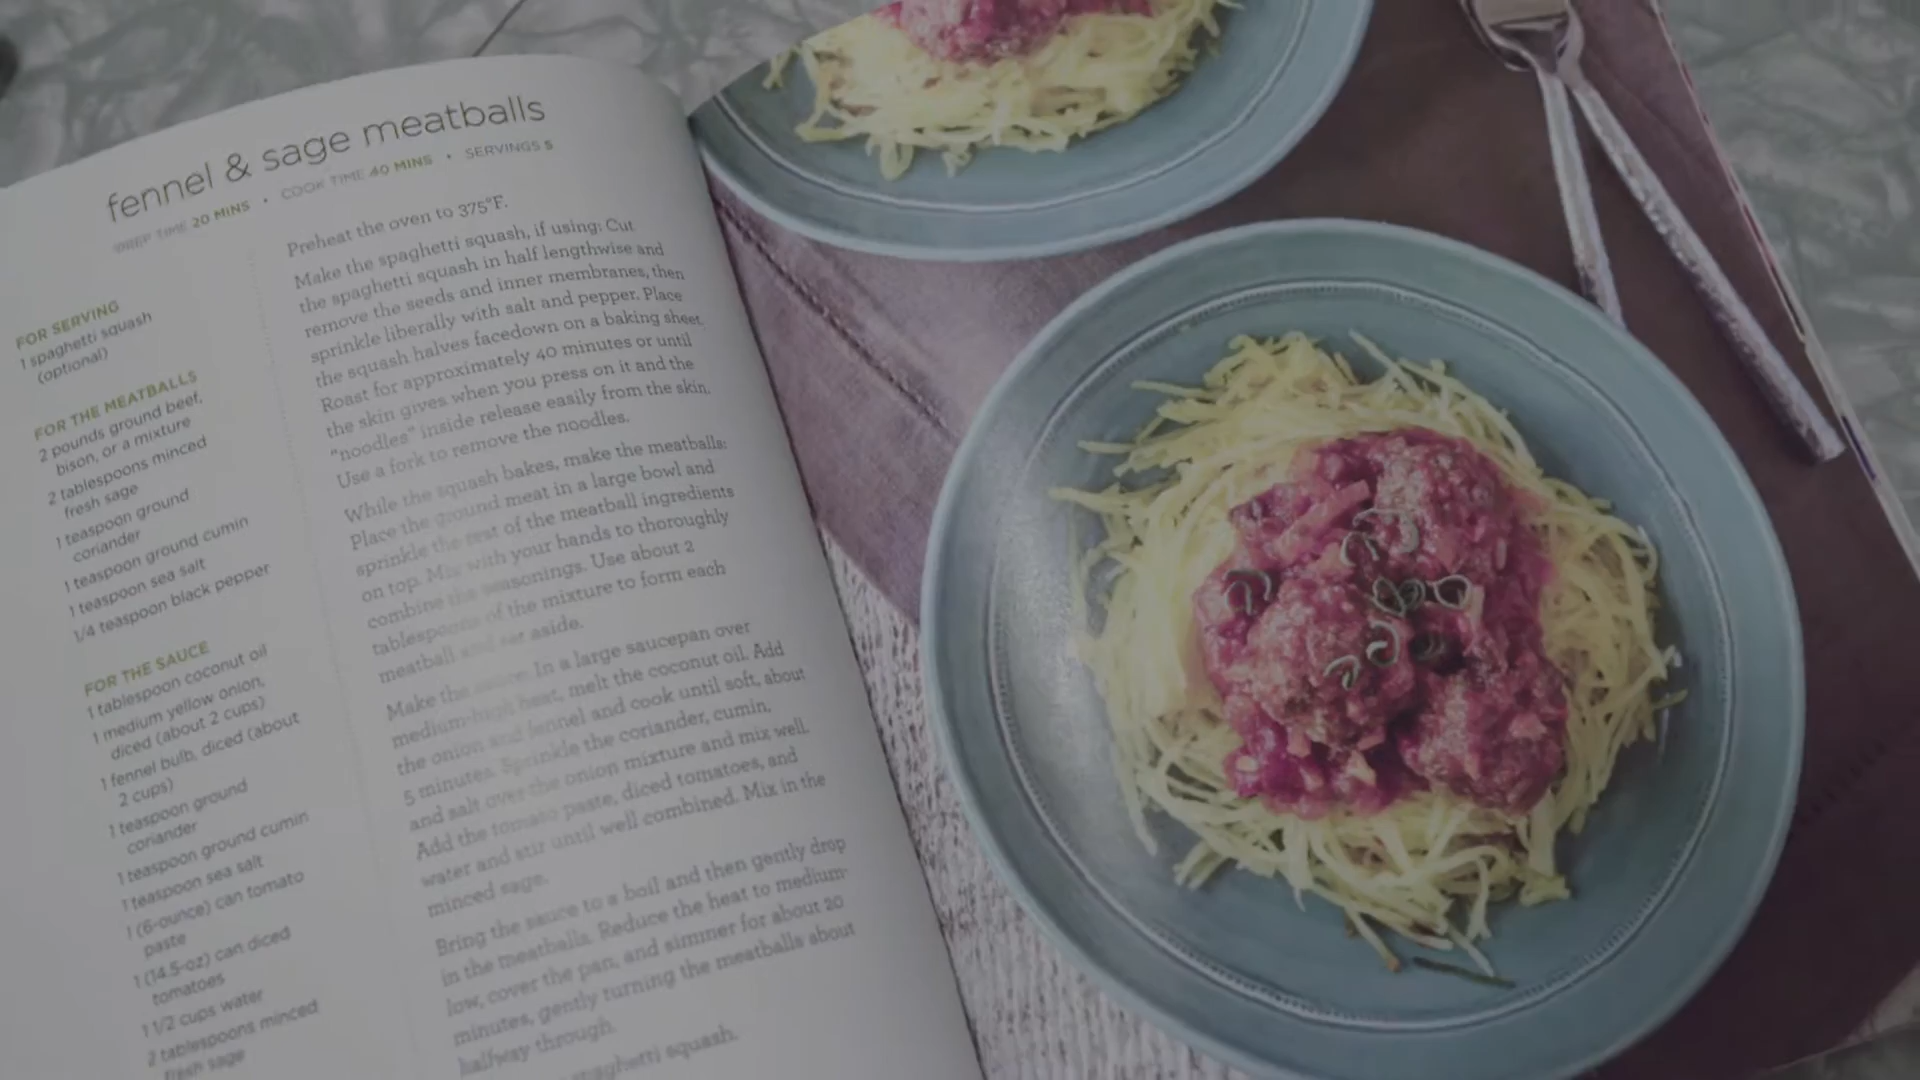 fennel & sage meatballs
PREP TIME 20 MINS • COOK TIME 40 MINS • SERVINGS 5
FOR SERVING
1 spaghetti squash
(optional)
FOR THE MEATBALLS
2 pounds ground beef,
bison, or a mixture
2 tablespoons minced
fresh sage
1 teaspoon ground
coriander
1 teaspoon ground cumin
1 teaspoon sea salt
1/4 teaspoon black pepper
FOR THE SAUCE
1 tablespoon coconut oil
1 medium yellow onion,
diced (about 2 cups)
1 fennel bulb, diced (about
2 cups)
1 teaspoon ground
coriander
1 teaspoon ground cumin
1 teaspoon sea salt
1 (6-ounce) can tomato
paste
1 (14.5-oz) can diced
tomatoes
1 1/2 cups water
2 tablespoons minced
fresh sage
Preheat the oven to 375°F.
Make the spaghetti squash, if using: Cut
the spaghetti squash in half lengthwise and
remove the seeds and inner membranes, then
sprinkle liberally with salt and pepper. Place
the squash halves facedown on a baking sheet.
Roast for approximately 40 minutes or until
the skin gives when you press on it and the
"noodles" inside release easily from the skin.
Use a fork to remove the noodles.
While the squash bakes, make the meatballs:
Place the ground meat in a large bowl and
sprinkle the rest of the meatball ingredients
on top. Mix with your hands to thoroughly
combine the seasonings. Use about 2
tablespoons of the mixture to form each
meatball and set aside.
Make the sauce: In a large saucepan over
medium-high heat, melt the coconut oil. Add
the onion and fennel and cook until soft, about
5 minutes. Sprinkle the coriander, cumin,
and salt over the onion mixture and mix well.
Add the tomato paste, diced tomatoes, and
water and stir until well combined. Mix in the
minced sage.
Bring the sauce to a boil and then gently drop
in the meatballs. Reduce the heat to medium-
low, cover the pan, and simmer for about 20
minutes, gently turning the meatballs about
halfway through.
spaghetti squash.